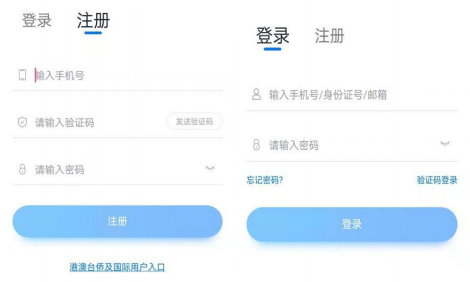 登录 注册
输入手机号
请输入验证码 发送验证码
请输入密码
注册
港澳台侨及国际用户入口
登录 注册
输入手机号/身份证号/邮箱
请输入密码
忘记密码? 验证码登录
登录